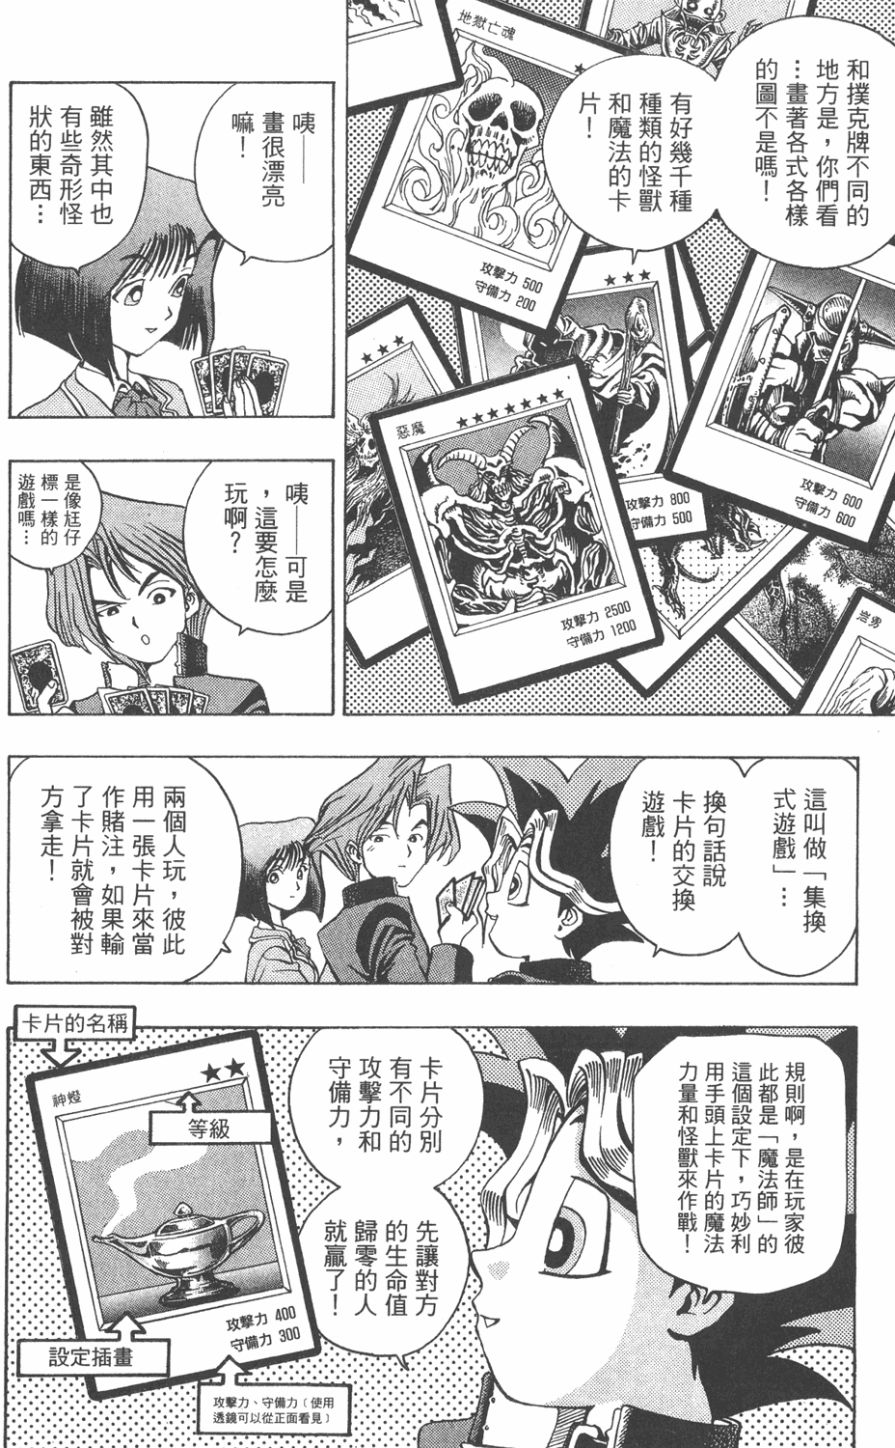 和撲克牌不同的
地方是，你們看
…畫著各式各樣
的圖不是嗎！
有好幾千種
種類的怪獸
和魔法的卡
片！
地獄亡魂
攻擊力 500
守備力 200
惡魔
攻擊力 2500
守備力 1200
攻擊力 800
守備力 500
攻擊力 600
守備力 600
岩男
咦──
畫很漂亮
嘛！
雖然其中也
有些奇形怪
狀的東西…
咦─可是
，這要怎麼
玩啊？
是像尪仔
標一樣的
遊戲嗎…
這叫做「集換
式遊戲」…
換句話說
卡片的交換
遊戲！
兩個人玩，彼此
用一張卡片來當
作賭注，如果輸
了卡片就會被對
方拿走！
規則啊，是在玩家彼
此都是「魔法師」的
這個設定下，巧妙利
用手頭上卡片的魔法
力量和怪獸來作戰！
卡片分別
有不同的
攻擊力和
守備力，
先讓對方
的生命值
歸零的人
就贏了！
卡片的名稱
神燈
等級
攻擊力 400
守備力 300
設定插畫
攻擊力、守備力（使用
透鏡可以從正面看見）